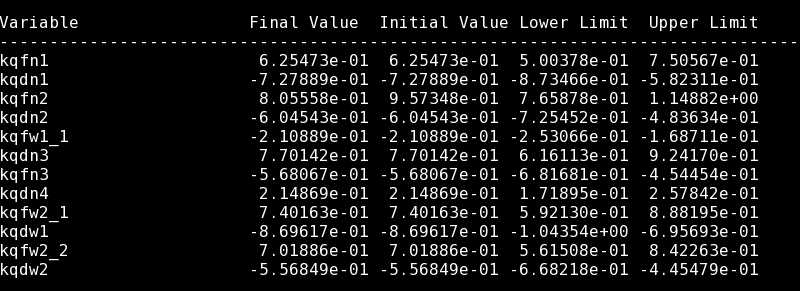 Variable Final Value Initial Value Lower Limit Upper Limit
--------------------------------------------------------------------------------
kqfn1 6.25473e-01 6.25473e-01 5.00378e-01 7.50567e-01
kqdn1 -7.27889e-01 -7.27889e-01 -8.73466e-01 -5.82311e-01
kqfn2 8.05558e-01 9.57348e-01 7.65878e-01 1.14882e+00
kqdn2 -6.04543e-01 -6.04543e-01 -7.25452e-01 -4.83634e-01
kqfw1_1 -2.10889e-01 -2.10889e-01 -2.53066e-01 -1.68711e-01
kqdn3 7.70142e-01 7.70142e-01 6.16113e-01 9.24170e-01
kqfn3 -5.68067e-01 -5.68067e-01 -6.81681e-01 -4.54454e-01
kqdn4 2.14869e-01 2.14869e-01 1.71895e-01 2.57842e-01
kqfw2_1 7.40163e-01 7.40163e-01 5.92130e-01 8.88195e-01
kqdw1 -8.69617e-01 -8.69617e-01 -1.04354e+00 -6.95693e-01
kqfw2_2 7.01886e-01 7.01886e-01 5.61508e-01 8.42263e-01
kqdw2 -5.56849e-01 -5.56849e-01 -6.68218e-01 -4.45479e-01